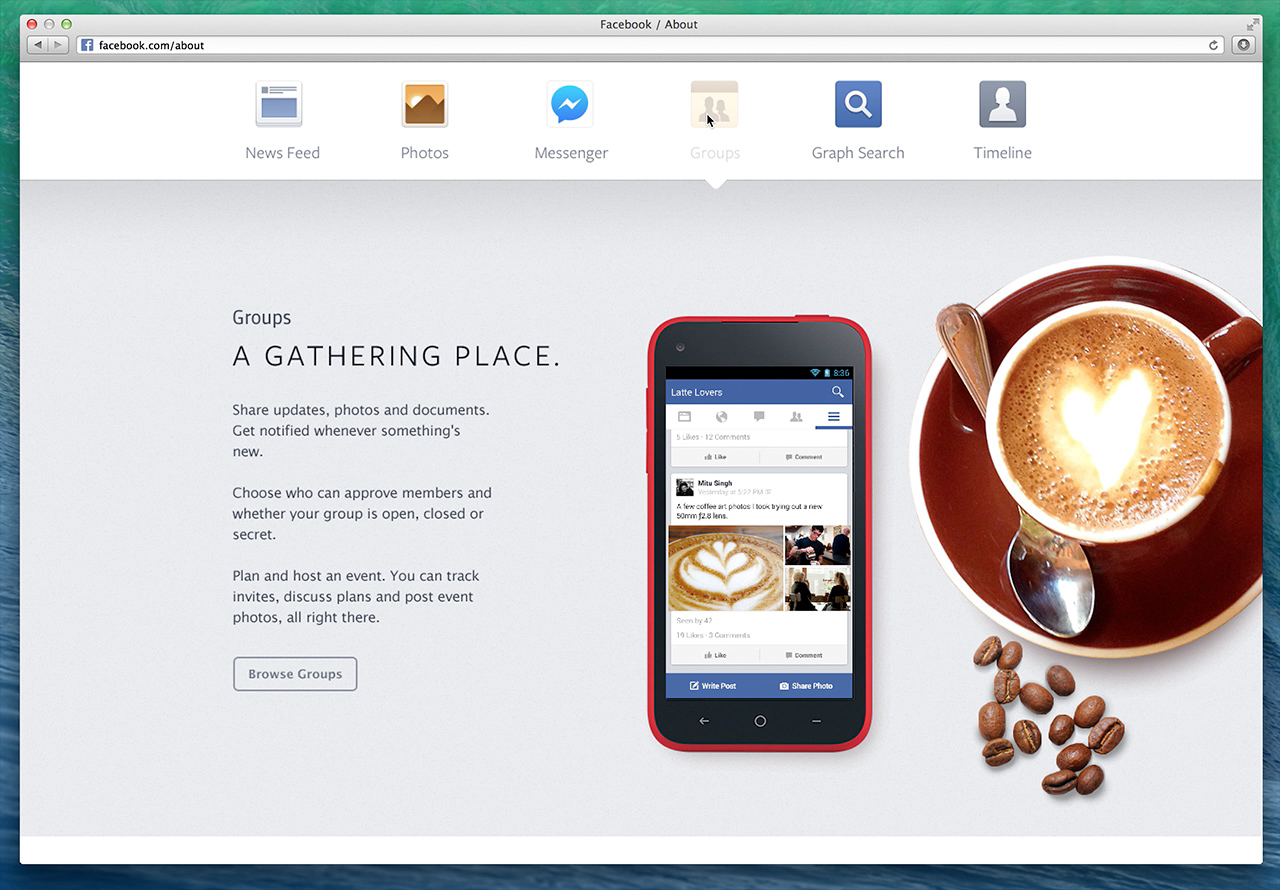 Facebook / About
facebook.com/about
News Feed
Photos
Messenger
Groups
Graph Search
Timeline
Groups
A GATHERING PLACE.
Share updates, photos and documents.
Get notified whenever something's
new.
Choose who can approve members and
whether your group is open, closed or
secret.
Plan and host an event. You can track
invites, discuss plans and post event
photos, all right there.
Browse Groups
8:36
Latte Lovers
5 Likes · 12 Comments
Like
Comment
Mitu Singh
Yesterday at 5:22 PM
A few coffee art photos I took trying out a new
50mm f2.8 lens.
Seen by 42
19 Likes · 3 Comments
Like
Comment
Write Post
Share Photo